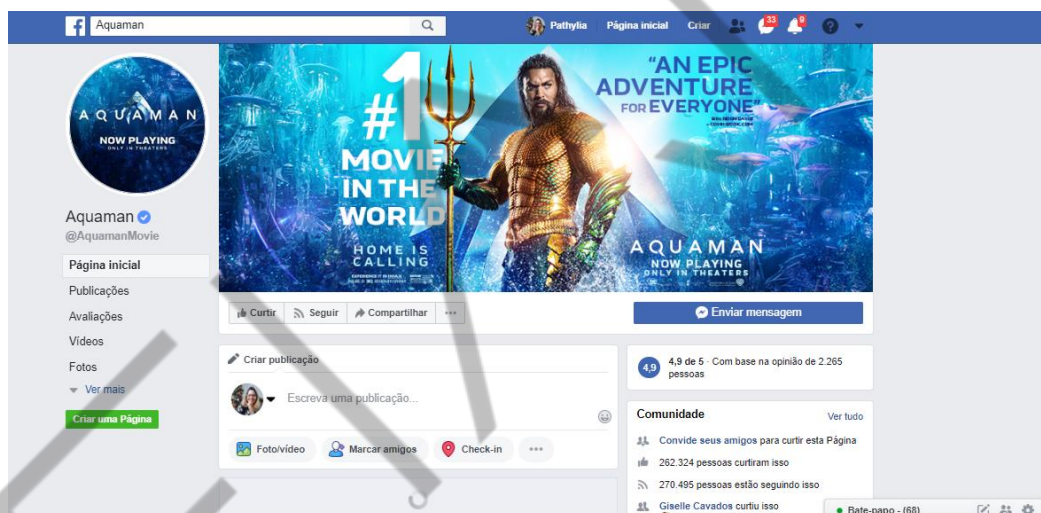 Aquaman
Pathylia Página inicial Criar 33 9
AQUAMAN
NOW PLAYING
ONLY IN THEATERS
Aquaman
@AquamanMovie
Página inicial
Publicações
Avaliações
Vídeos
Fotos
Ver mais
Criar uma Página
#1
MOVIE
IN THE
WORLD
HOME IS
CALLING
"AN EPIC
ADVENTURE
FOR EVERYONE"
AQUAMAN
NOW PLAYING
ONLY IN THEATERS
Curtir Seguir Compartilhar
Enviar mensagem
Criar publicação
Escreva uma publicação...
Foto/vídeo Marcar amigos Check-in
4,9 4,9 de 5 · Com base na opinião de 2.265
pessoas
Comunidade Ver tudo
Convide seus amigos para curtir esta Página
262.324 pessoas curtiram isso
270.495 pessoas estão seguindo isso
Giselle Cavados curtiu isso
Bate-papo - (68)